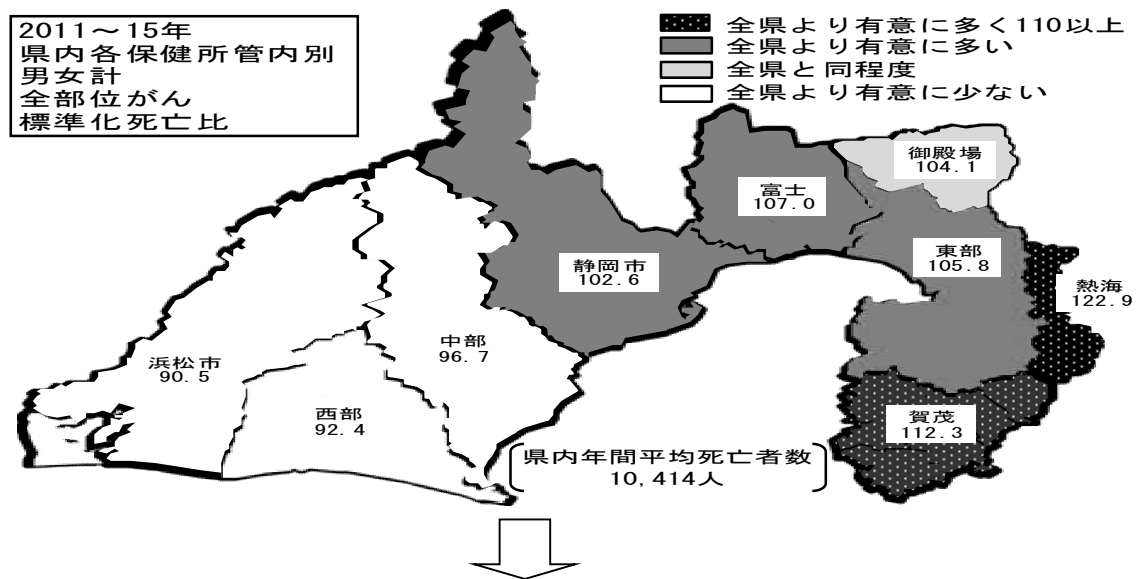 2011～15年
県内各保健所管内別
男女計
全部位がん
標準化死亡比
全県より有意に多く110以上
全県より有意に多い
全県と同程度
全県より有意に少ない
御殿場
104.1
富士
107.0
東部
105.8
静岡市
102.6
熱海
122.9
中部
96.7
浜松市
90.5
西部
92.4
賀茂
112.3
県内年間平均死亡者数
10,414人